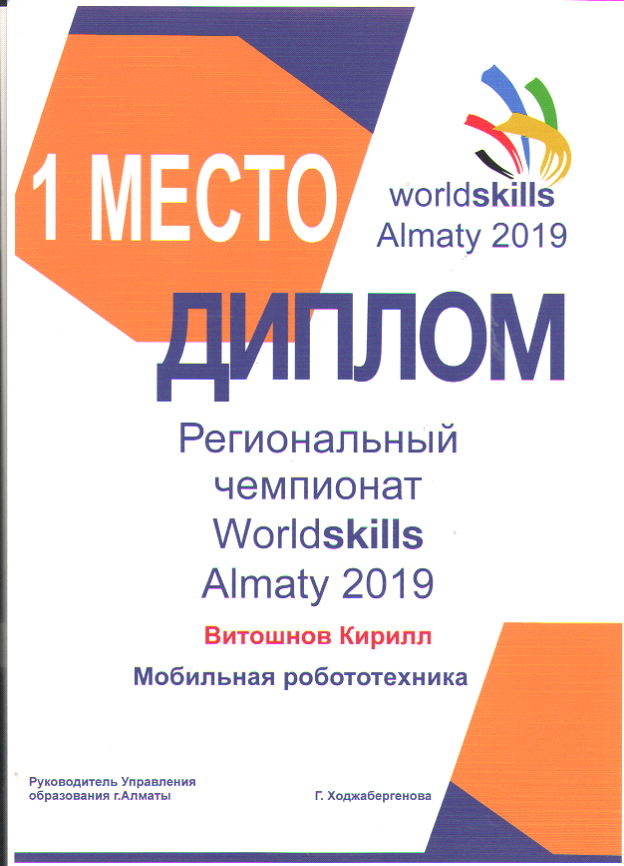 1 МЕСТО
worldskills
Almaty 2019
ДИПЛОМ
Региональный
чемпионат
Worldskills
Almaty 2019
Витошнов Кирилл
Мобильная робототехника
Руководитель Управления
образования г.Алматы
Г. Ходжабергенова